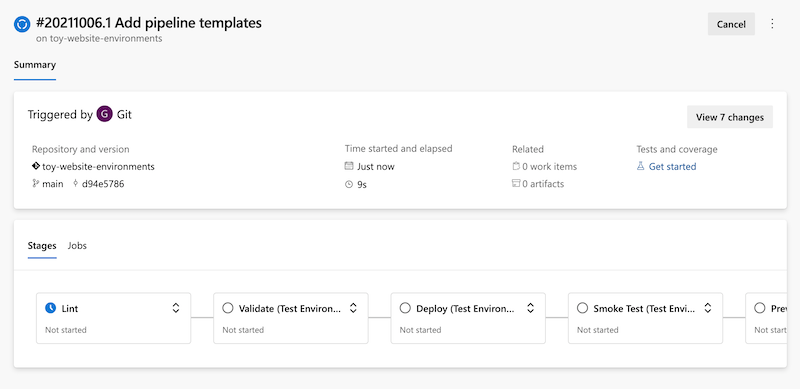 #20211006.1 Add pipeline templates
on toy-website-environments
Cancel
Summary
Triggered by G Git
View 7 changes
Repository and version
Time started and elapsed
Related
Tests and coverage
toy-website-environments
Just now
0 work items
Get started
main d94e5786
9s
0 artifacts
Stages Jobs
Lint
Validate (Test Environ...
Deploy (Test Environ...
Smoke Test (Test Envi...
Prev
Not started
Not started
Not started
Not started
Not start